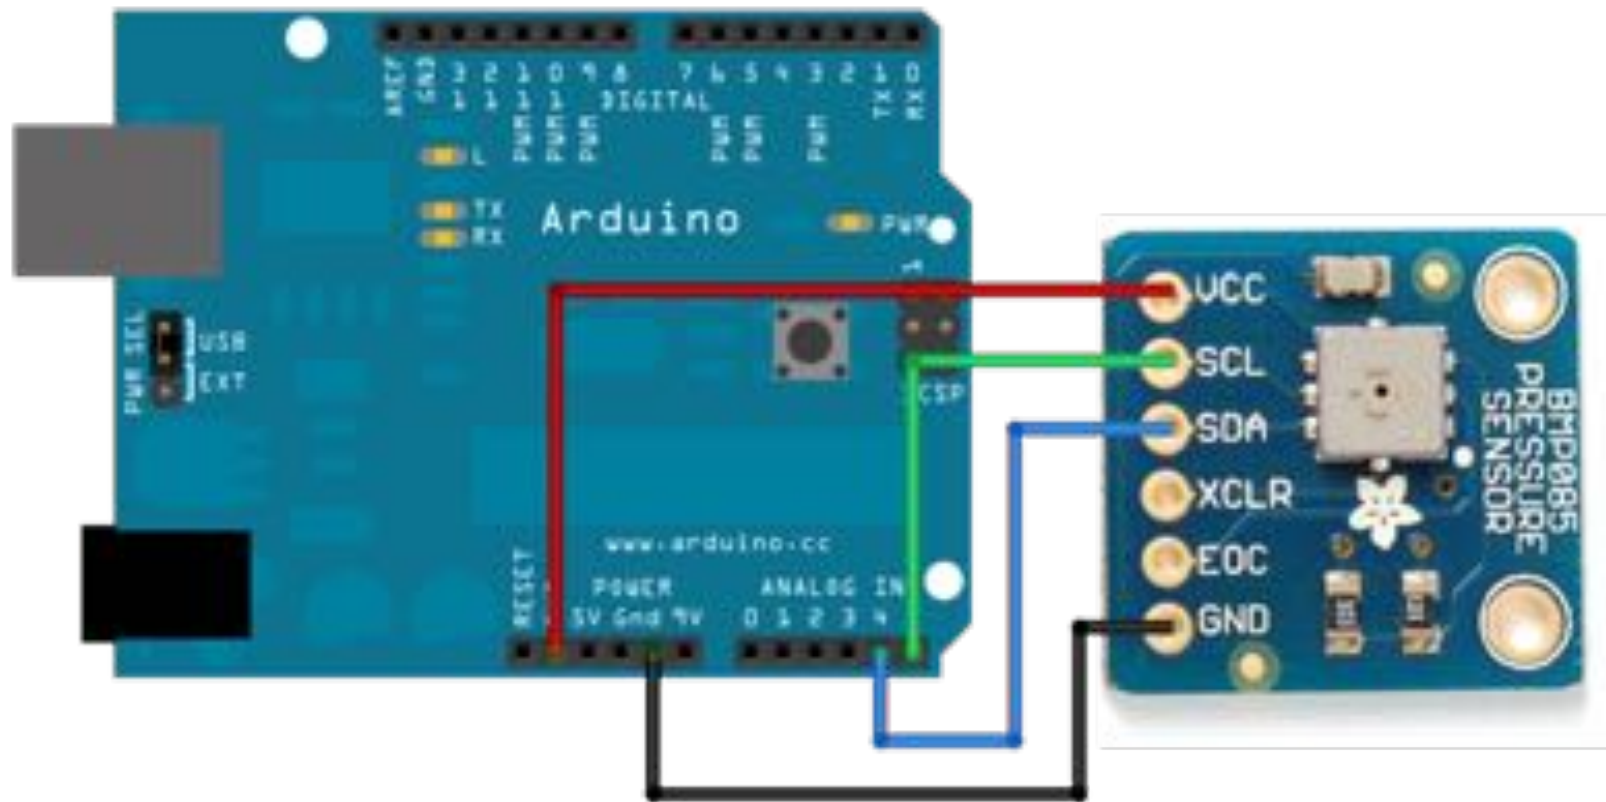 AREF
GND
13
12
11
10
9
8
7
6
5
4
3
2
1
0
TX
RX
DIGITAL
PWM
PWM
PWM
PWM
PWM
PWM
L
TX
RX
Arduino
PWR
1
VCC
SCL
SDA
XCLR
EOC
GND
BMP085
PRESSURE
SENSOR
PWR SEL
USB
EXT
CSP
www.arduino.cc
RESET
POWER
5V Gnd 9V
ANALOG IN
0 1 2 3 4